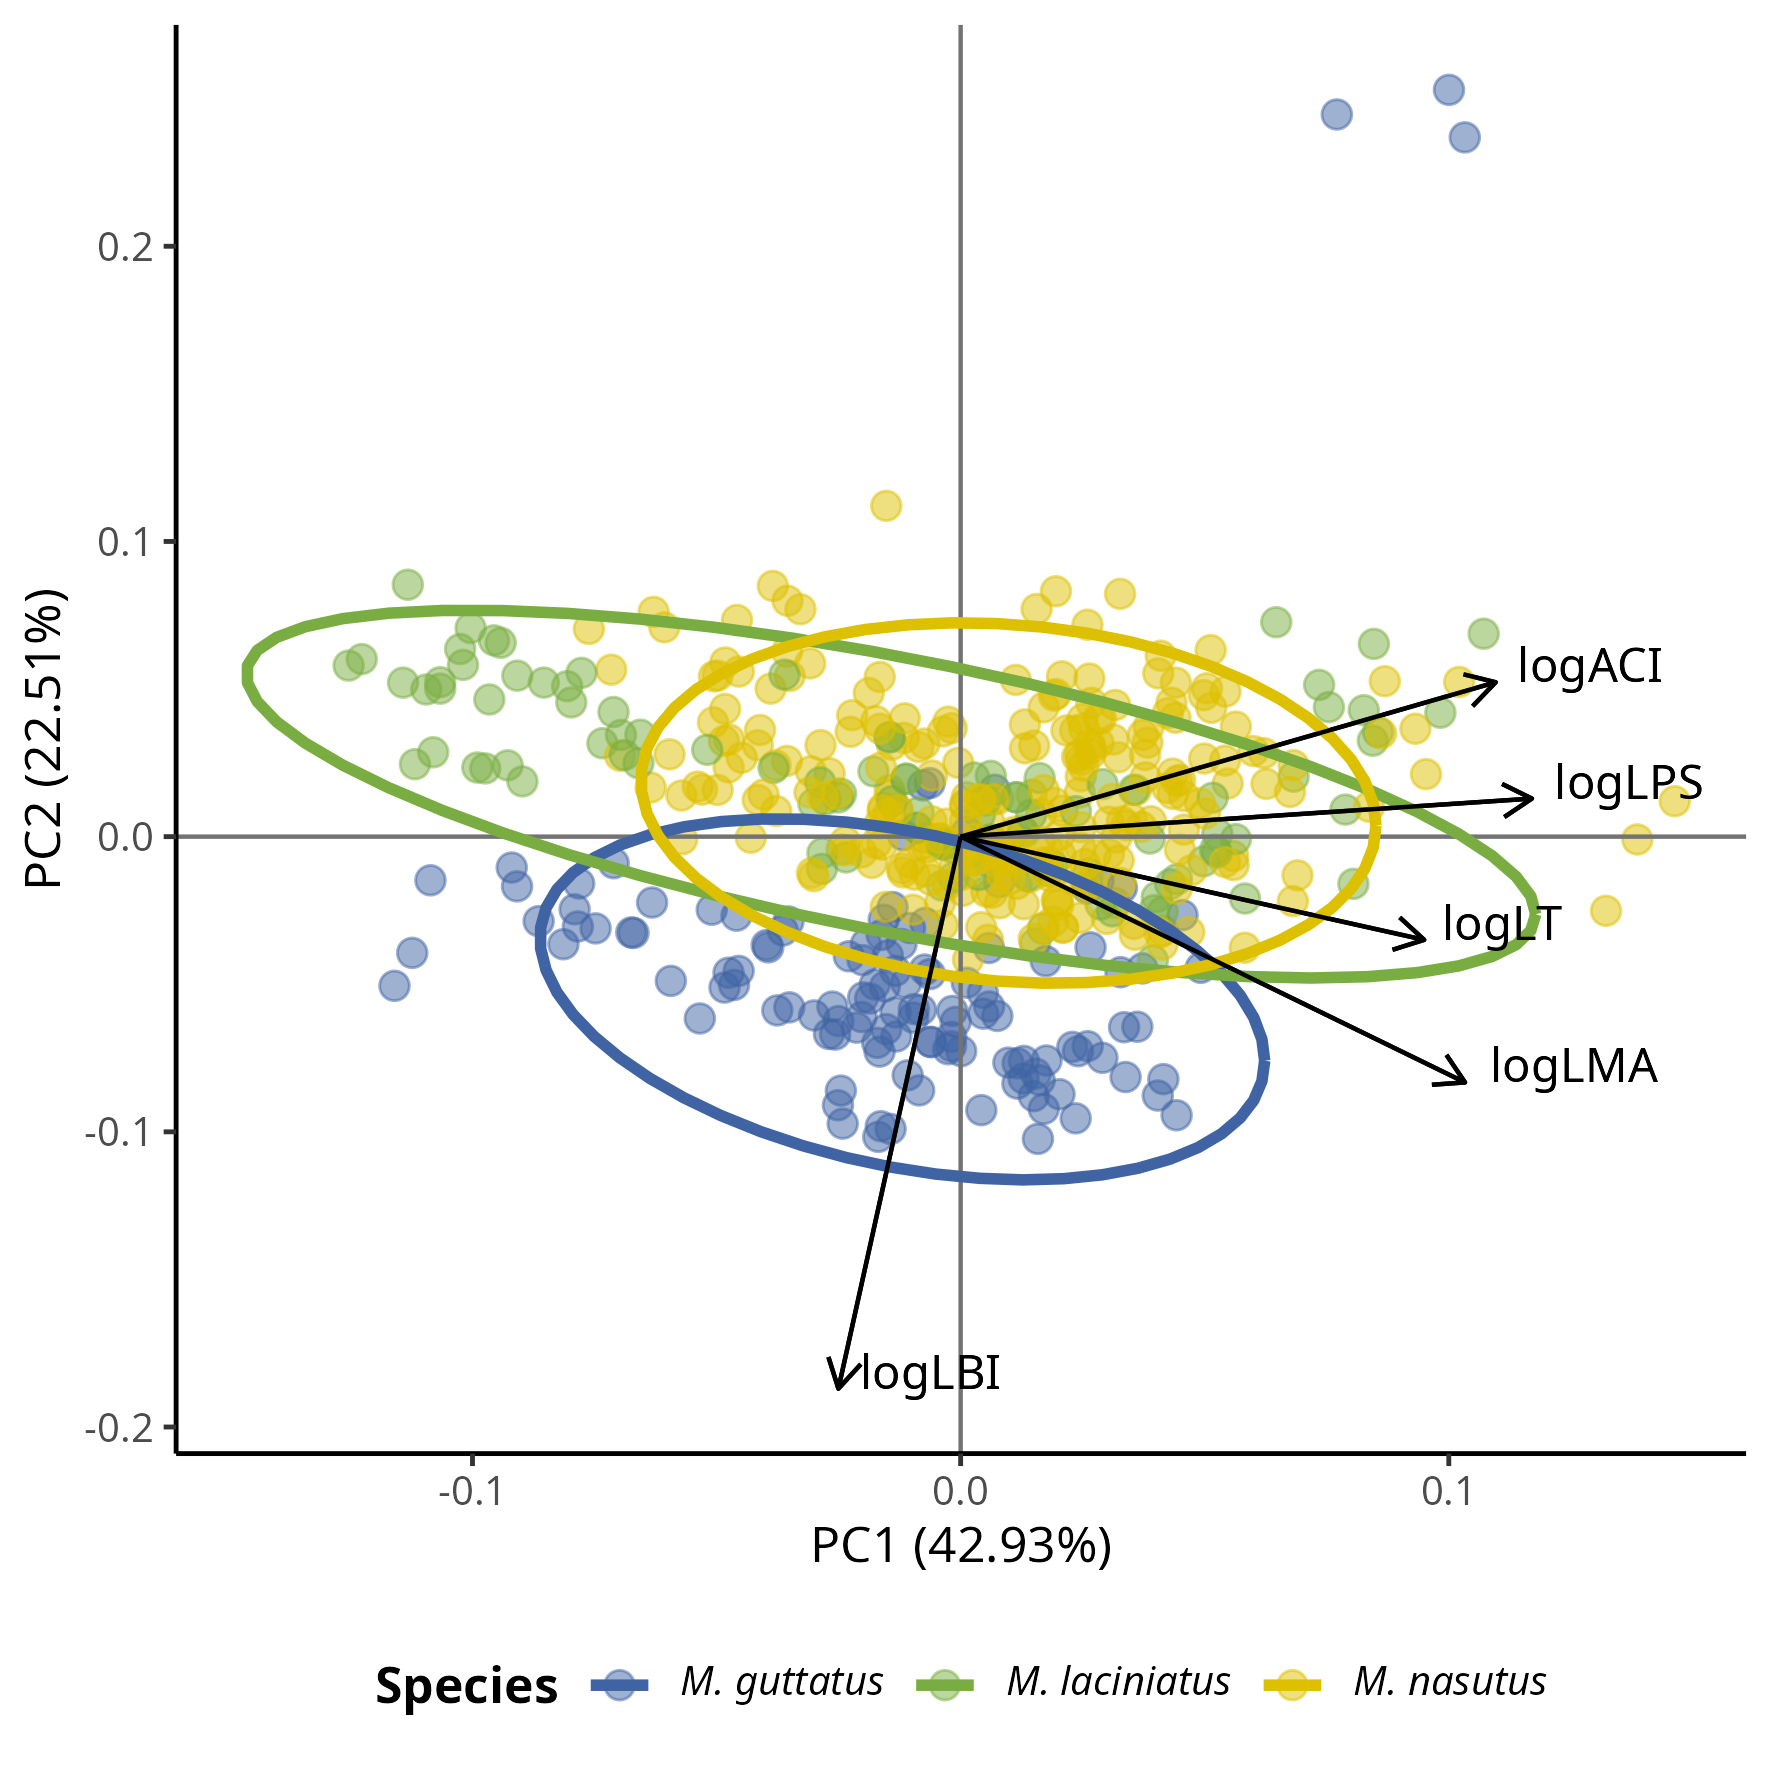 0.2
0.1
0.0
-0.1
-0.2
PC2 (22.51%)
logACI
logLPS
logLT
logLMA
logLBI
-0.1
0.0
0.1
PC1 (42.93%)
Species M. guttatus M. laciniatus M. nasutus